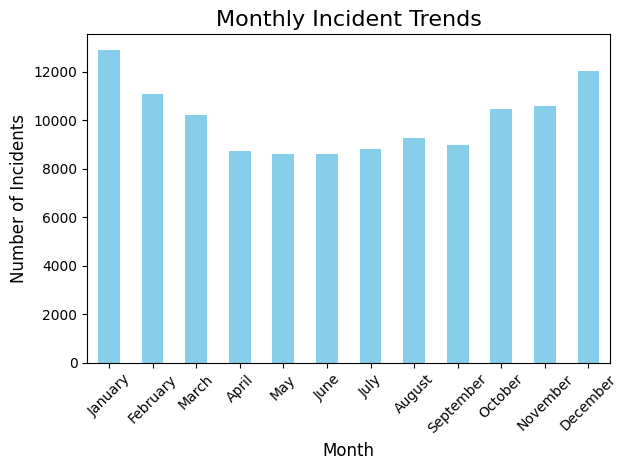 Monthly Incident Trends
Number of Incidents
12000
10000
8000
6000
4000
2000
0
January
February
March
April
May
June
July
August
September
October
November
December
Month